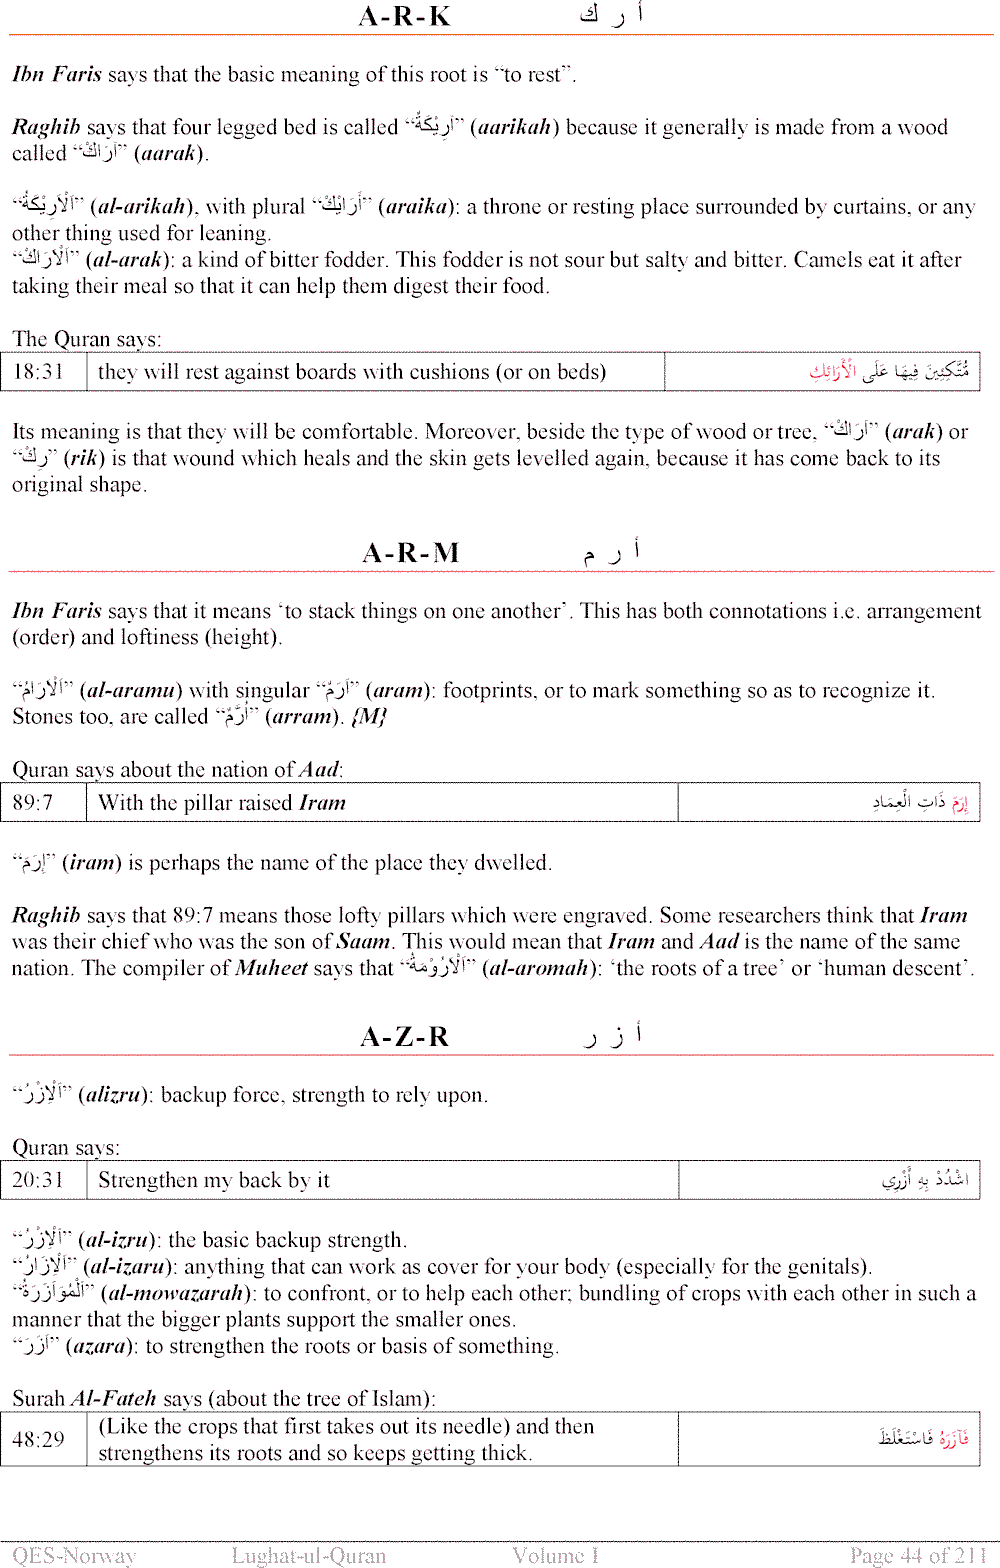 A-R-K أ ر ك
Ibn Faris says that the basic meaning of this root is “to rest”.
Raghib says that four legged bed is called “اَرِيْكَةٌ” (aarikah) because it generally is made from a wood
called “اَرَاكٌ” (aarak).
“اَلْاَرِيْكَةُ” (al-arikah), with plural “أَرَائِكُ” (araika): a throne or resting place surrounded by curtains, or any
other thing used for leaning.
“اَلْاَرَاكُ” (al-arak): a kind of bitter fodder. This fodder is not sour but salty and bitter. Camels eat it after
taking their meal so that it can help them digest their food.
The Quran says:
18:31 they will rest against boards with cushions (or on beds) مُّتَّكِئِينَ فِيهَا عَلَى الْأَرَائِكِ
Its meaning is that they will be comfortable. Moreover, beside the type of wood or tree, “اَرَاكٌ” (arak) or
“رِكٌ” (rik) is that wound which heals and the skin gets levelled again, because it has come back to its
original shape.
A-R-M أ ر م
Ibn Faris says that it means ‘to stack things on one another’. This has both connotations i.e. arrangement
(order) and loftiness (height).
“اَلْاَرَامُ” (al-aramu) with singular “اَرَمٌ” (aram): footprints, or to mark something so as to recognize it.
Stones too, are called “اُرَّمٌ” (arram). {M}
Quran says about the nation of Aad:
89:7 With the pillar raised Iram إِرَمَ ذَاتِ الْعِمَادِ
“إِرَمَ” (iram) is perhaps the name of the place they dwelled.
Raghib says that 89:7 means those lofty pillars which were engraved. Some researchers think that Iram
was their chief who was the son of Saam. This would mean that Iram and Aad is the name of the same
nation. The compiler of Muheet says that “اَلْاَرُوْمَةُ” (al-aromah): ‘the roots of a tree’ or ‘human descent’.
A-Z-R أ ز ر
“اَلْاِزْرُ” (alizru): backup force, strength to rely upon.
Quran says:
20:31 Strengthen my back by it اشْدُدْ بِهِ أَزْرِي
“اَلْاِزْرُ” (al-izru): the basic backup strength.
“اَلْاِزَارُ” (al-izaru): anything that can work as cover for your body (especially for the genitals).
“اَلْمُوَازَرَةُ” (al-mowazarah): to confront, or to help each other; bundling of crops with each other in such a
manner that the bigger plants support the smaller ones.
“اَزَرَ” (azara): to strengthen the roots or basis of something.
Surah Al-Fateh says (about the tree of Islam):
48:29 (Like the crops that first takes out its needle) and then فَآزَرَهُ فَاسْتَغْلَظَ
strengthens its roots and so keeps getting thick.
QES-Norway Lughat-ul-Quran Volume I Page 44 of 211